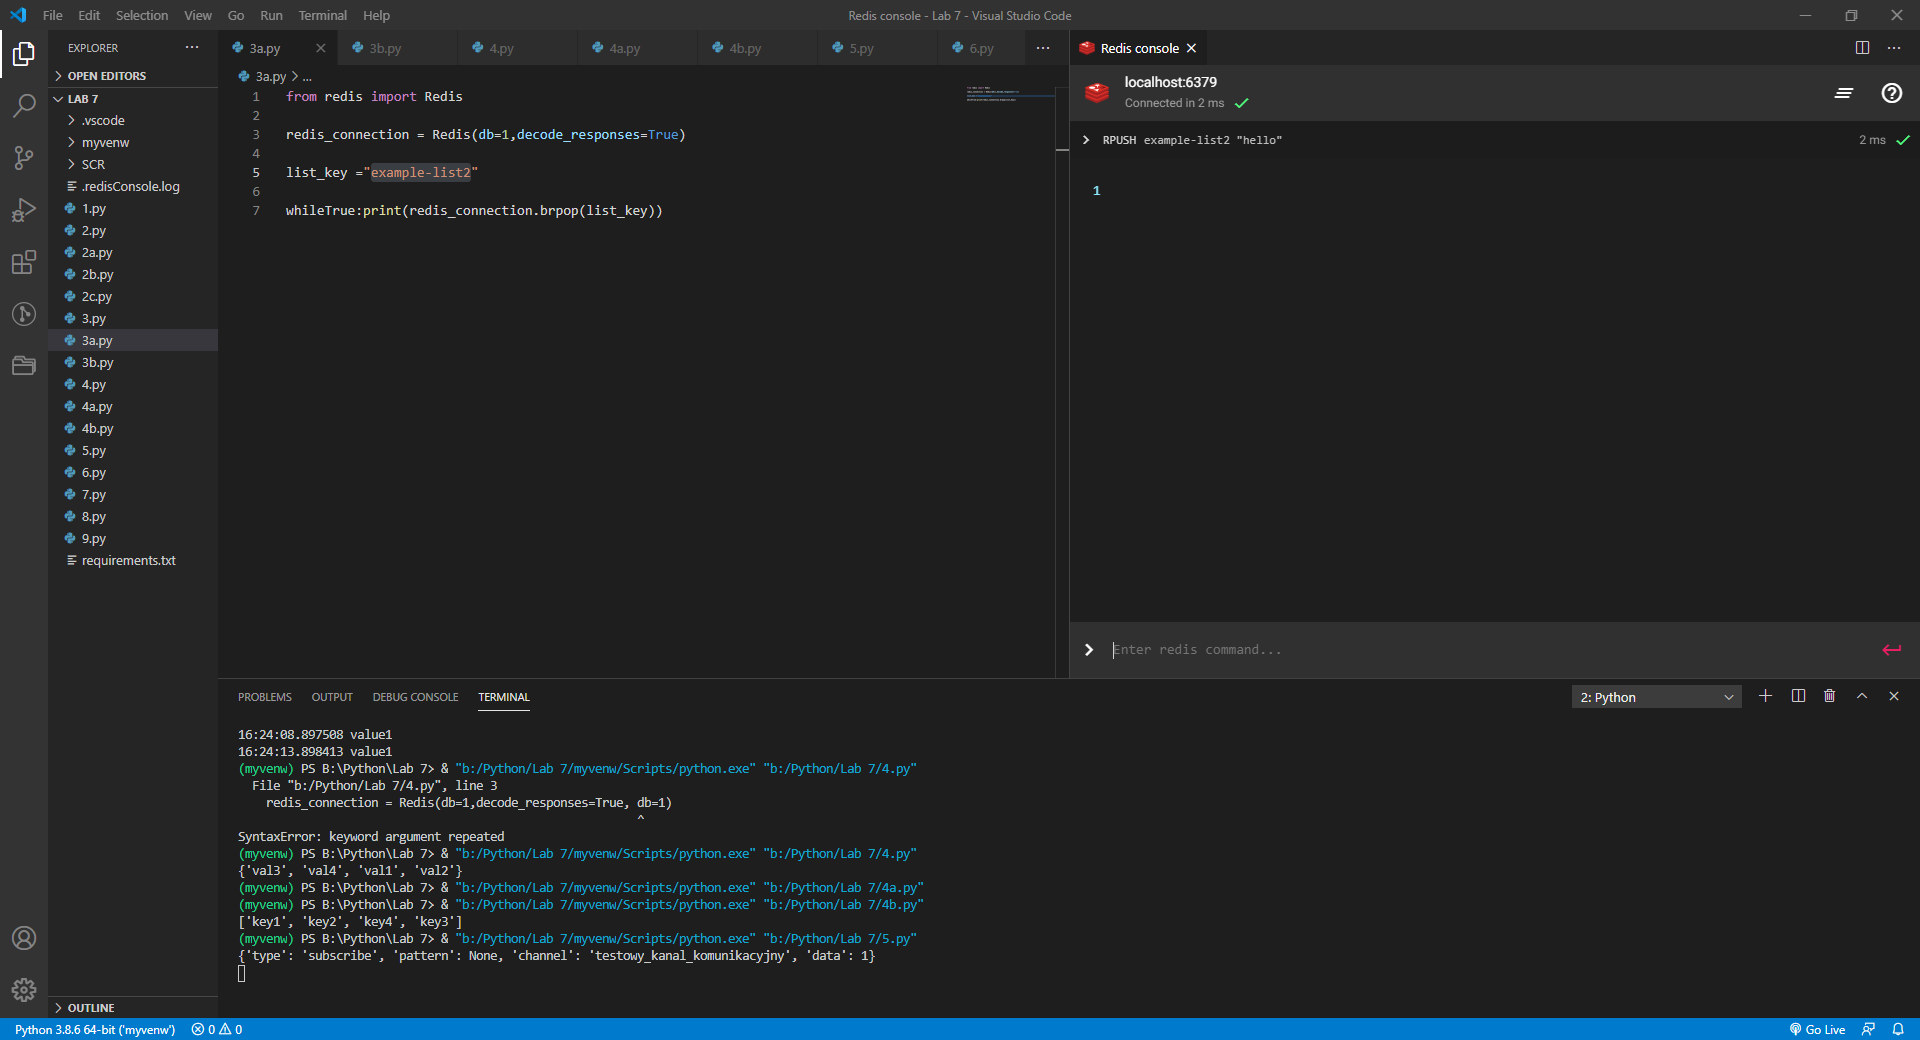 File Edit Selection View Go Run Terminal Help
Redis console - Lab 7 - Visual Studio Code
EXPLORER
OPEN EDITORS
LAB 7
.vscode
myvenw
SCR
.redisConsole.log
1.py
2.py
2a.py
2b.py
2c.py
3.py
3a.py
3b.py
4.py
4a.py
4b.py
5.py
6.py
7.py
8.py
9.py
requirements.txt
OUTLINE
3a.py 3b.py 4.py 4a.py 4b.py 5.py 6.py
3a.py > ...
1 from redis import Redis
2
3 redis_connection = Redis(db=1,decode_responses=True)
4
5 list_key ="example-list2"
6
7 whileTrue:print(redis_connection.brpop(list_key))
Redis console
localhost:6379
Connected in 2 ms
RPUSH example-list2 "hello" 2 ms
1
Enter redis command...
PROBLEMS OUTPUT DEBUG CONSOLE TERMINAL
2: Python
16:24:08.897508 value1
16:24:13.898413 value1
(myvenw) PS B:\Python\Lab 7> & "b:/Python/Lab 7/myvenw/Scripts/python.exe" "b:/Python/Lab 7/4.py"
File "b:/Python/Lab 7/4.py", line 3
redis_connection = Redis(db=1,decode_responses=True, db=1)
^
SyntaxError: keyword argument repeated
(myvenw) PS B:\Python\Lab 7> & "b:/Python/Lab 7/myvenw/Scripts/python.exe" "b:/Python/Lab 7/4.py"
{'val3', 'val4', 'val1', 'val2'}
(myvenw) PS B:\Python\Lab 7> & "b:/Python/Lab 7/myvenw/Scripts/python.exe" "b:/Python/Lab 7/4a.py"
(myvenw) PS B:\Python\Lab 7> & "b:/Python/Lab 7/myvenw/Scripts/python.exe" "b:/Python/Lab 7/4b.py"
['key1', 'key2', 'key4', 'key3']
(myvenw) PS B:\Python\Lab 7> & "b:/Python/Lab 7/myvenw/Scripts/python.exe" "b:/Python/Lab 7/5.py"
{'type': 'subscribe', 'pattern': None, 'channel': 'testowy_kanal_komunikacyjny', 'data': 1}
Python 3.8.6 64-bit ('myvenw') 0 0 Go Live